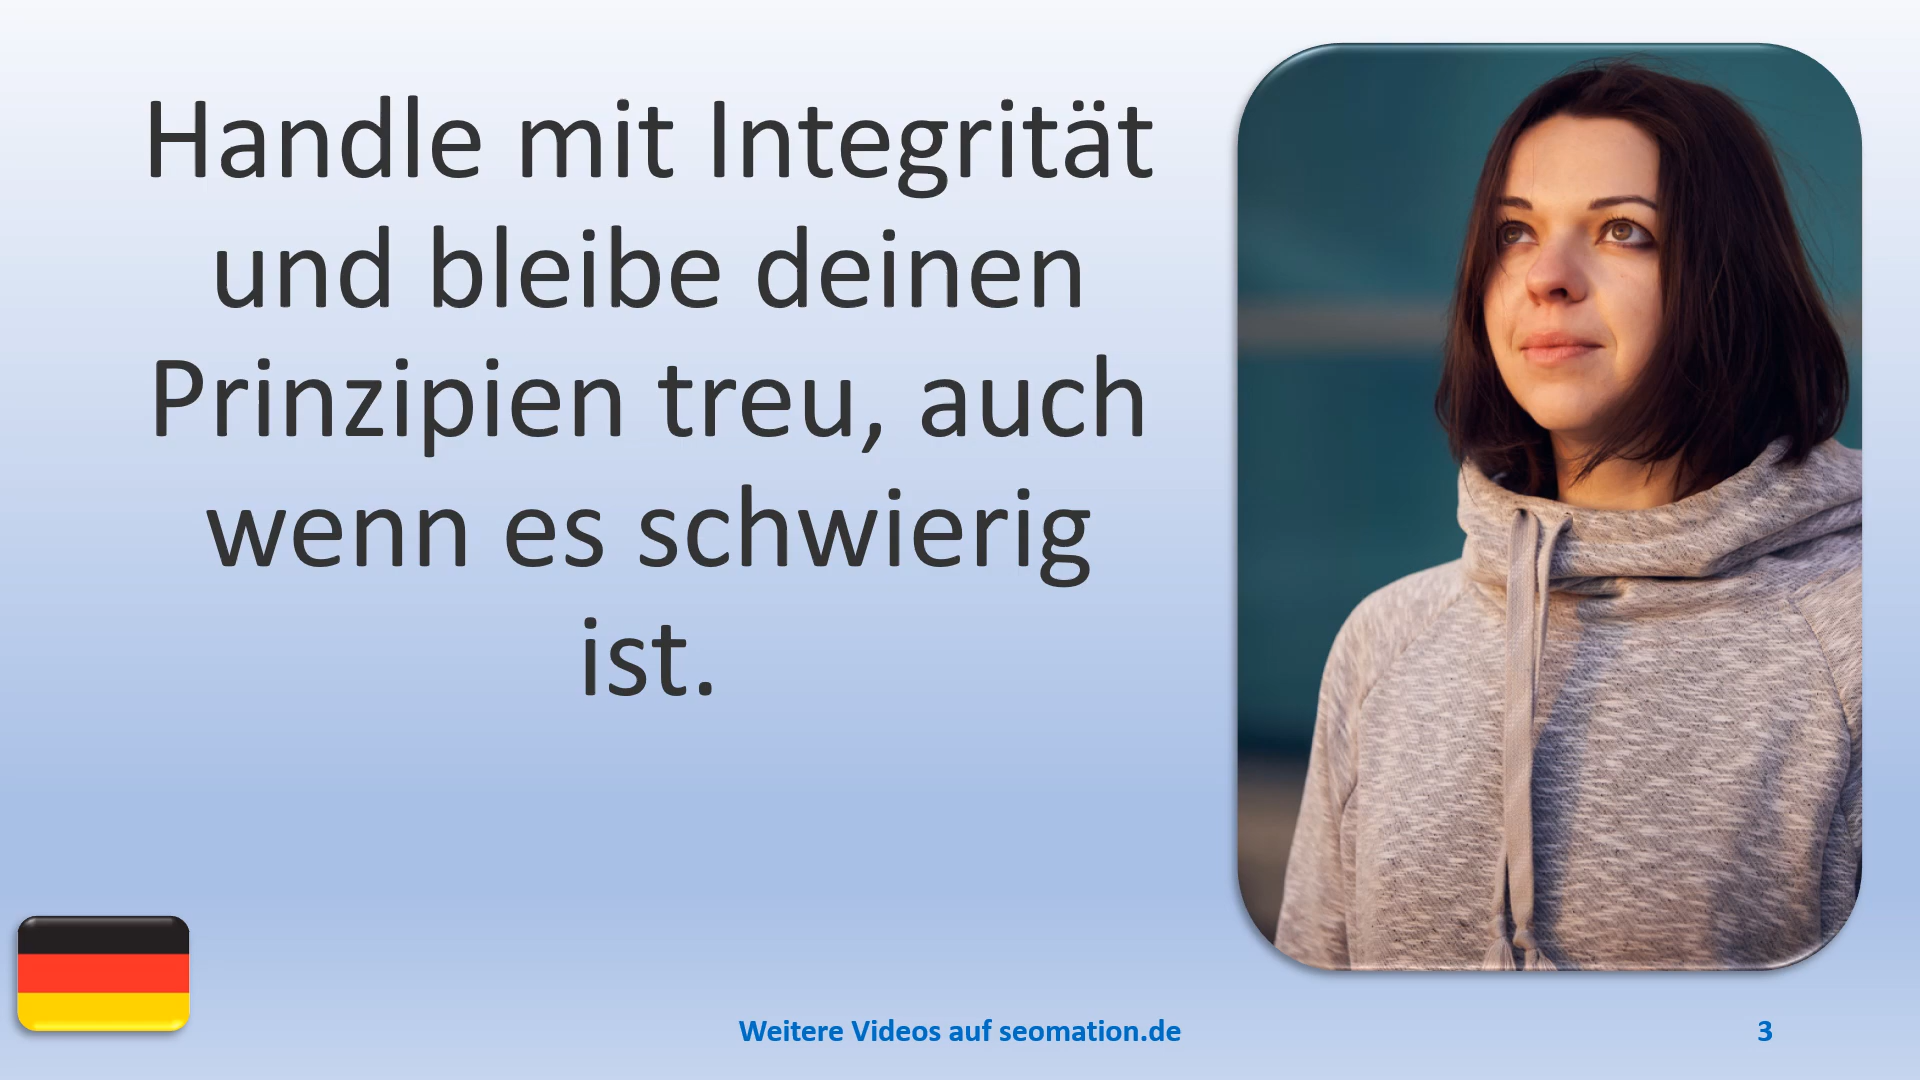 Handle mit Integrität
und bleibe deinen
Prinzipien treu, auch
wenn es schwierig
ist.
Weitere Videos auf seomation.de
3